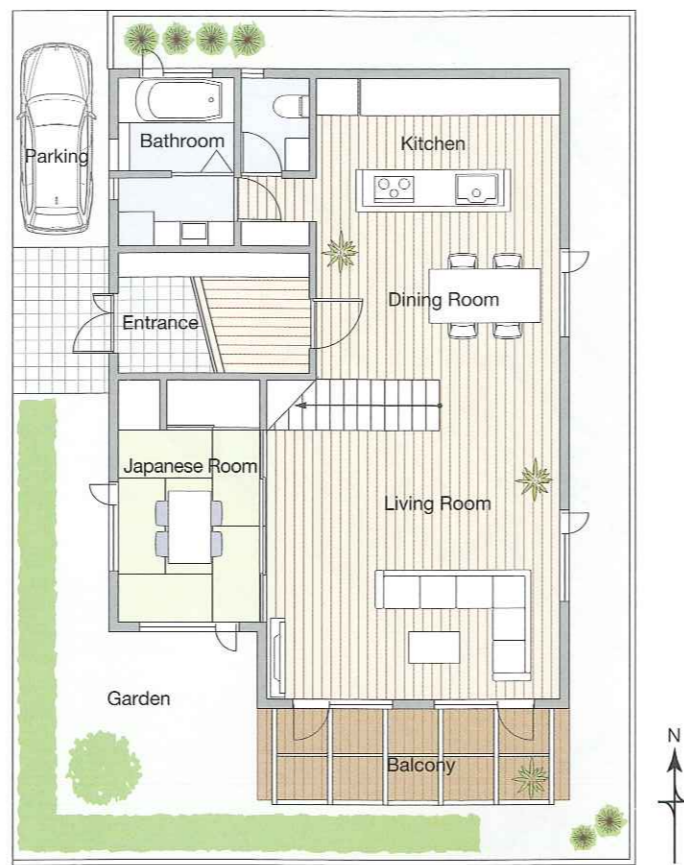 Parking
Bathroom
Kitchen
Entrance
Dining Room
Japanese Room
Living Room
Garden
Balcony
N